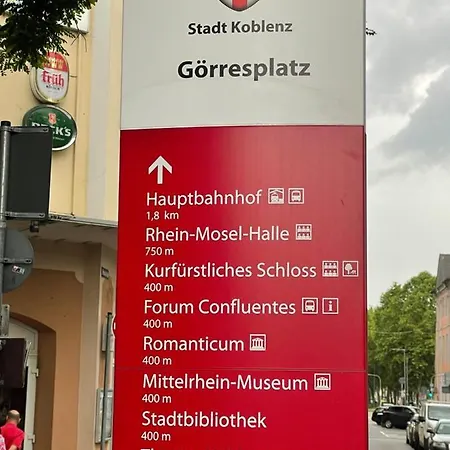 Stadt Koblenz
Görresplatz
früh
BECK'S
Hauptbahnhof
1,8 km
Rhein-Mosel-Halle
750 m
Kurfürstliches Schloss
400 m
Forum Confluentes
400 m
Romanticum
400 m
Mittelrhein-Museum
400 m
Stadtbibliothek
400 m